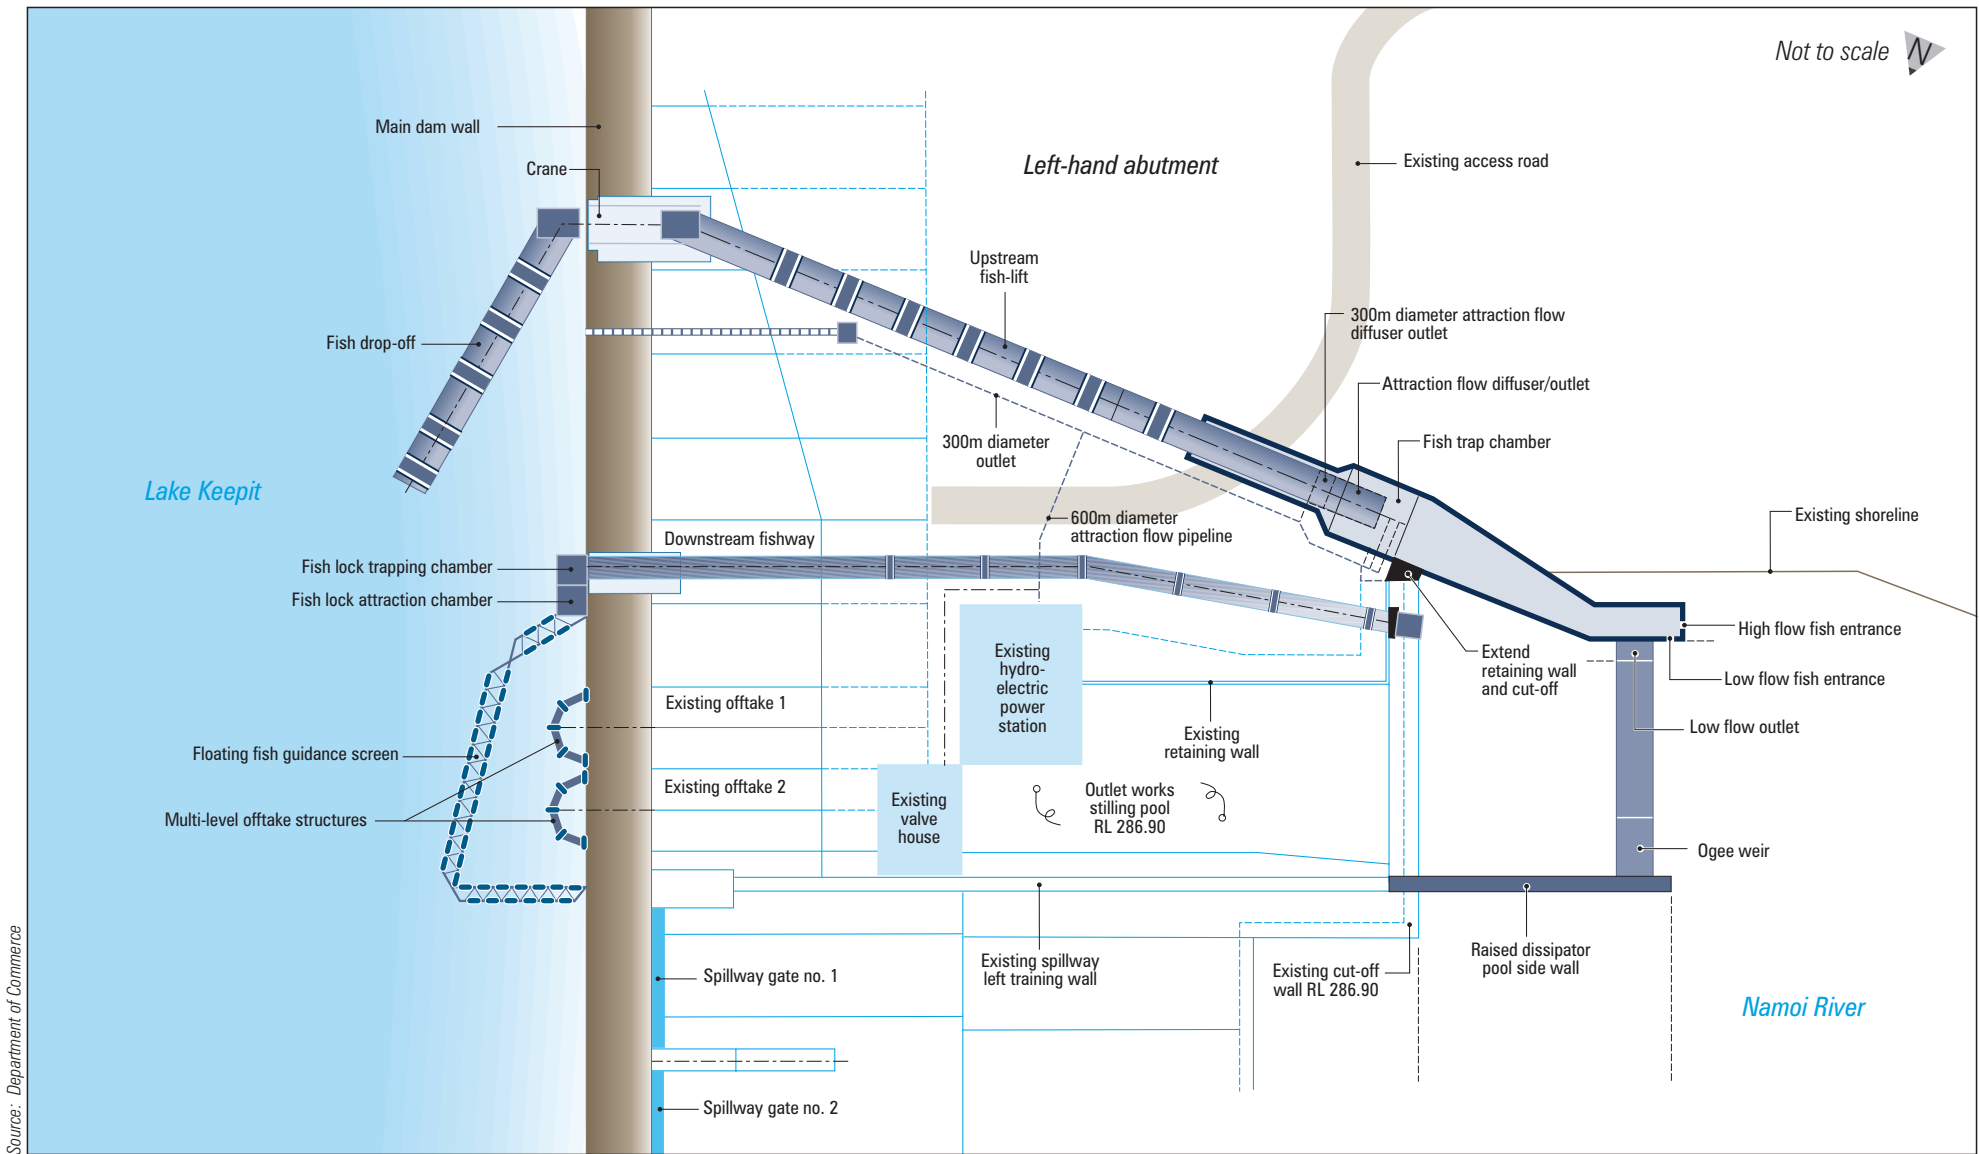 Not to scale
N
Main dam wall
Crane
Left-hand abutment
Existing access road
Upstream
fish-lift
Fish drop-off
300m diameter attraction flow
diffuser outlet
Attraction flow diffuser/outlet
300m diameter
outlet
Fish trap chamber
Lake Keepit
600m diameter
attraction flow pipeline
Existing shoreline
Downstream fishway
Fish lock trapping chamber
Fish lock attraction chamber
High flow fish entrance
Existing
hydro-
electric
power
station
Extend
retaining wall
and cut-off
Low flow fish entrance
Existing offtake 1
Low flow outlet
Existing
retaining wall
Floating fish guidance screen
Existing offtake 2
Outlet works
stilling pool
RL 286.90
Existing
valve
house
Multi-level offtake structures
Ogee weir
Existing spillway
left training wall
Existing cut-off
wall RL 286.90
Raised dissipator
pool side wall
Spillway gate no. 1
Namoi River
Spillway gate no. 2
Source: Department of Commerce